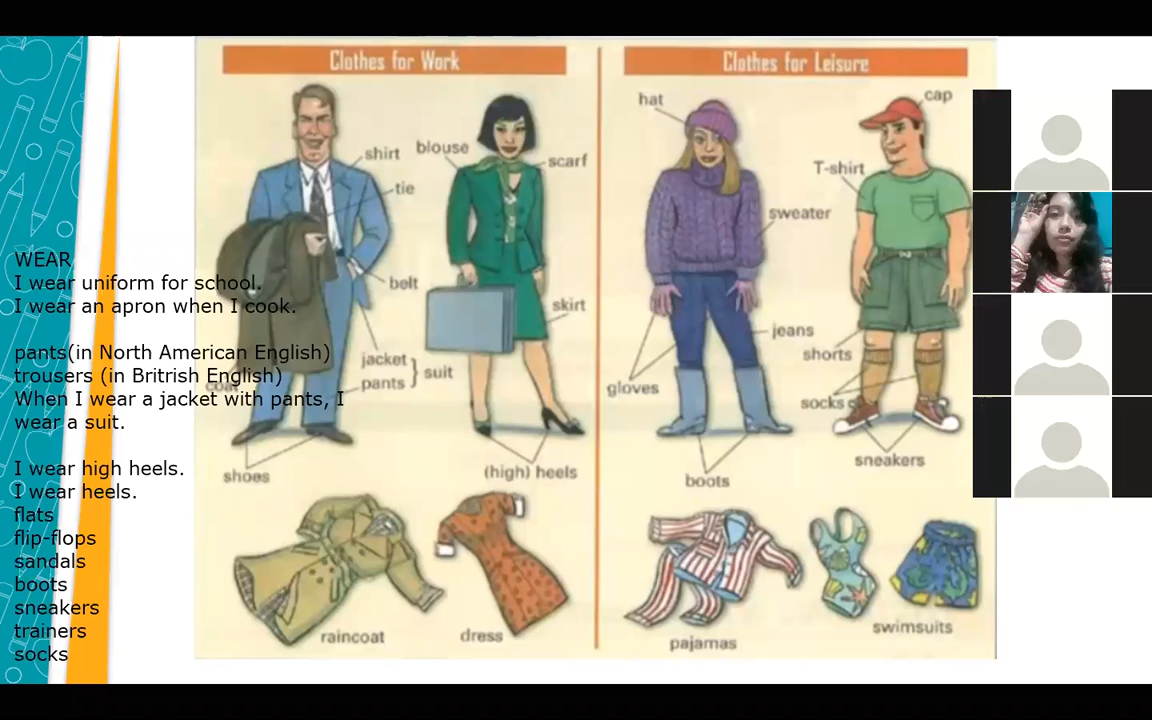 Clothes for Work
Clothes for Leisure
shirt
blouse
scarf
tie
belt
skirt
jacket
pants
suit
coat
shoes
(high) heels
raincoat
dress
hat
cap
T-shirt
sweater
jeans
shorts
gloves
socks
sneakers
boots
pajamas
swimsuits
WEAR
I wear uniform for school.
I wear an apron when I cook.
pants(in North American English)
trousers (in Britrish English)
When I wear a jacket with pants, I
wear a suit.
I wear high heels.
I wear heels.
flats
flip-flops
sandals
boots
sneakers
trainers
socks